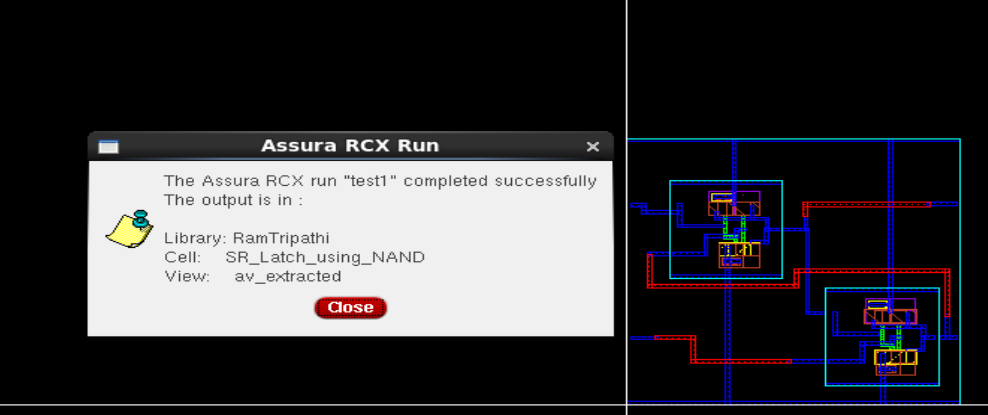 Assura RCX Run
The Assura RCX run "test1" completed successfully
The output is in :
Library: RamTripathi
Cell: SR_Latch_using_NAND
View: av_extracted
Close